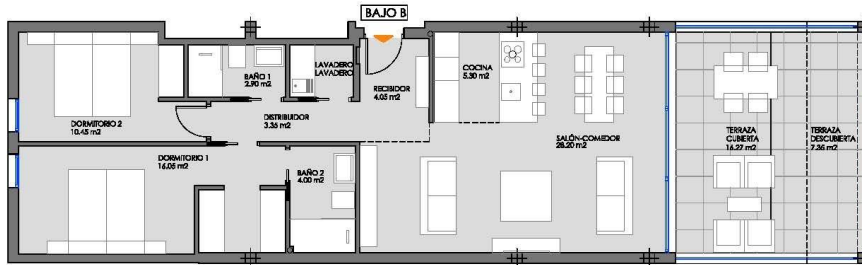 BAJO B
LAVADERO
LAVADERO
BAÑO 1
2.90 m2
RECIBIDOR
4.05 m2
COCINA
5.30 m2
DORMITORIO 2
10.45 m2
DISTRIBUIDOR
3.35 m2
SALÓN-COMEDOR
28.20 m2
TERRAZA
CUBIERTA
16.27 m2
TERRAZA
DESCUBIERTA
7.35 m2
DORMITORIO 1
16.05 m2
BAÑO 2
4.00 m2